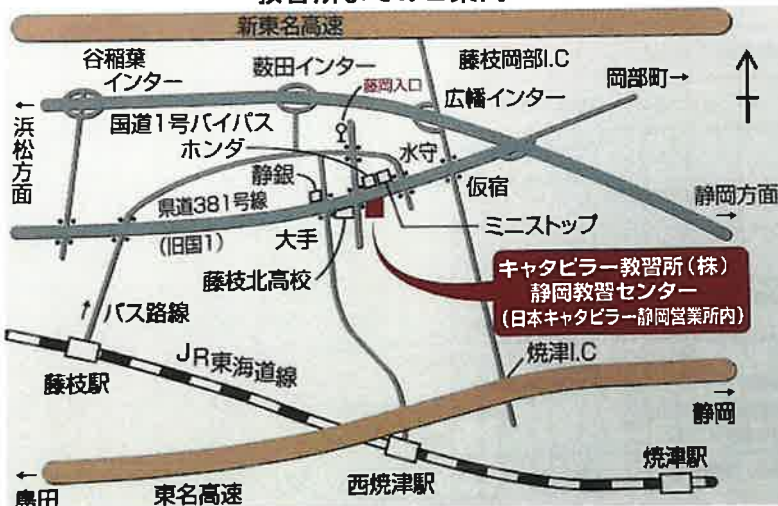 新東名高速
谷稲葉
インター
薮田インター
藤岡入口
藤枝岡部I.C
岡部町→
←
浜松方面
国道1号バイパス
広幡インター
ホンダ
水守
静銀
仮宿
静岡方面
→
県道381号線
(旧国1)
大手
ミニストップ
藤枝北高校
キャタピラー教習所(株)
静岡教習センター
(日本キャタピラー静岡営業所内)
バス路線
JR東海道線
藤枝駅
焼津I.C
→
静岡
←
島田
東名高速
西焼津駅
焼津駅